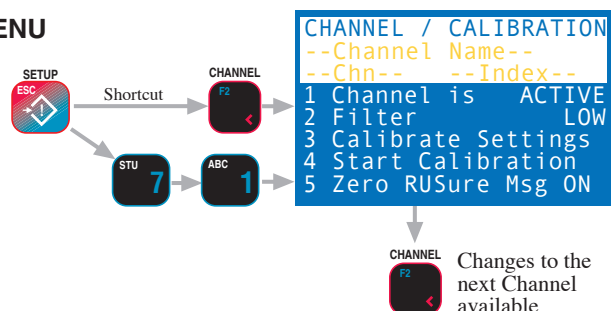 ENU
SETUP
ESC
Shortcut
CHANNEL
F2
STU
7
ABC
1
CHANNEL / CALIBRATION
--Channel Name--
--Chn-- --Index--
1 Channel is ACTIVE
2 Filter LOW
3 Calibrate Settings
4 Start Calibration
5 Zero RUSure Msg ON
CHANNEL
F2
Changes to the
next Channel
available